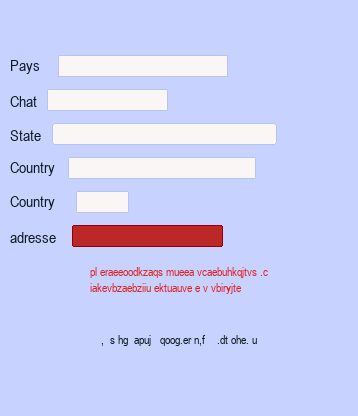 Pays
Chat
State
Country
Country
adresse
pl eraeeoodkzaqs mueea vcaebuhkqjtvs .c
iakevbzaebziiu ektuauve e v vbiryjte
, s hg apuj qoog.er n,f .dt ohe. u